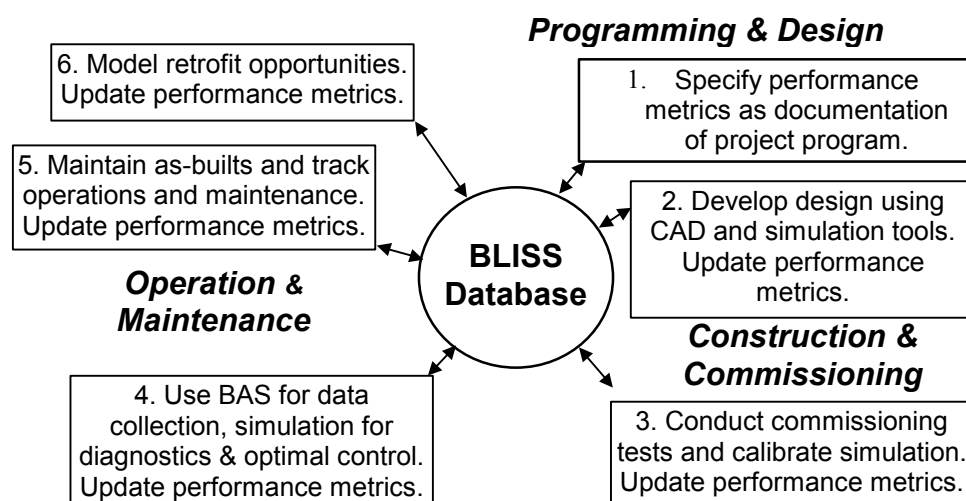 Programming & Design
6. Model retrofit opportunities.
Update performance metrics.
1. Specify performance
metrics as documentation
of project program.
5. Maintain as-builts and track
operations and maintenance.
Update performance metrics.
2. Develop design using
CAD and simulation tools.
Update performance
metrics.
BLISS
Database
Operation &
Maintenance
Construction &
Commissioning
4. Use BAS for data
collection, simulation for
diagnostics & optimal control.
Update performance metrics.
3. Conduct commissioning
tests and calibrate simulation.
Update performance metrics.